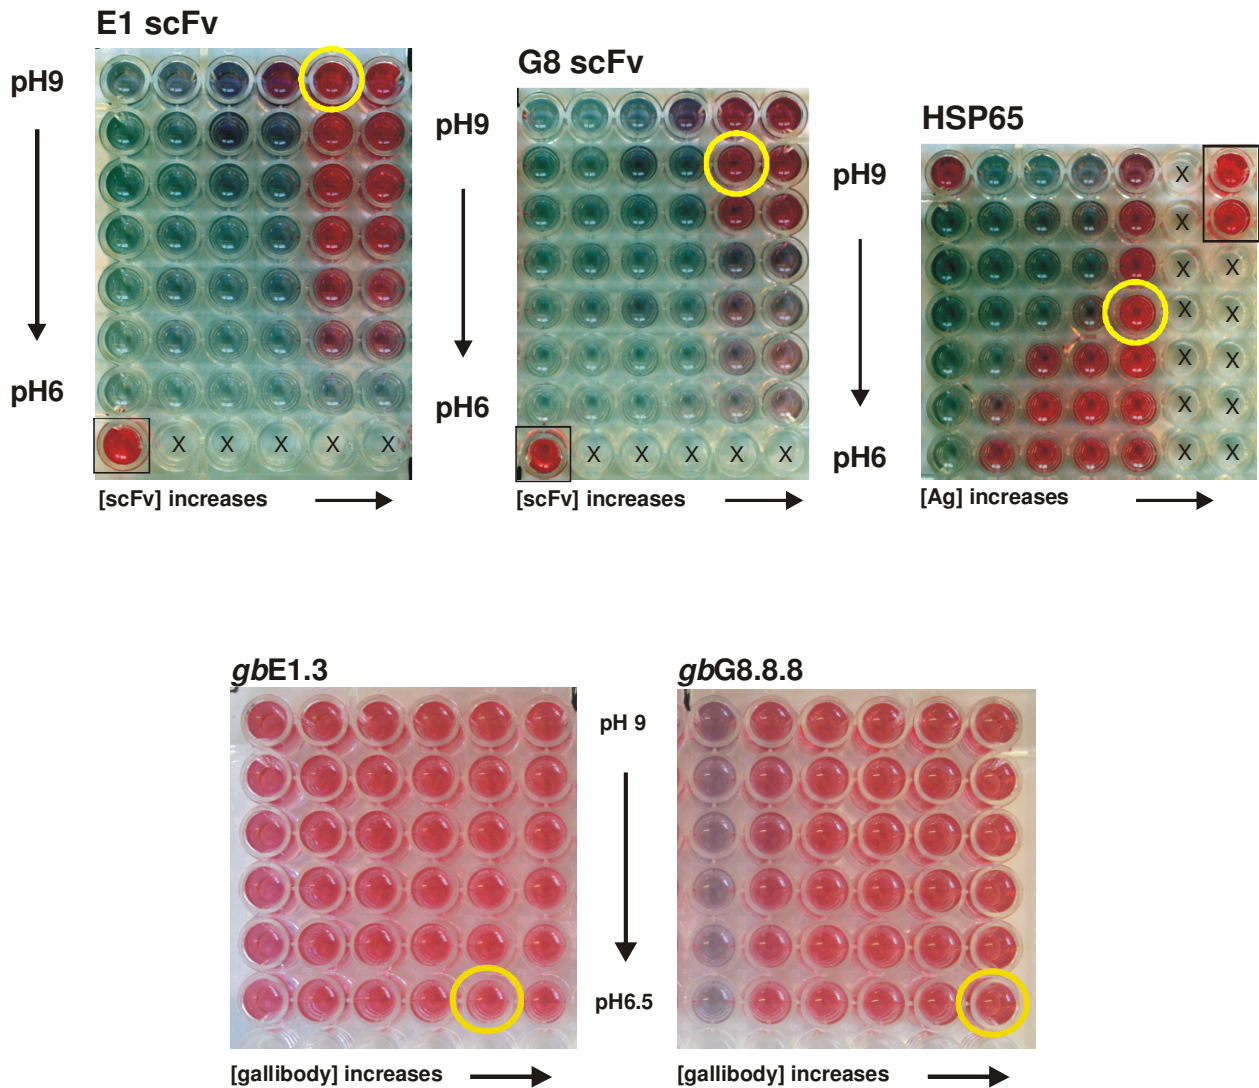 E1 scFv
pH9
pH6
X X X X X
[scFv] increases
G8 scFv
pH9
pH6
X X X X X
[scFv] increases
HSP65
pH9
pH6
X
X
X X
X X
X X
X X
X X
[Ag] increases
gbE1.3
[gallibody] increases
pH 9
pH6.5
gbG8.8.8
[gallibody] increases